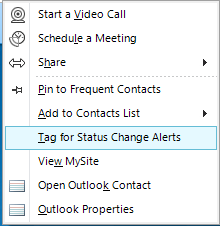 Start a Video Call
Schedule a Meeting
Share
Pin to Frequent Contacts
Add to Contacts List
Tag for Status Change Alerts
View MySite
Open Outlook Contact
Outlook Properties